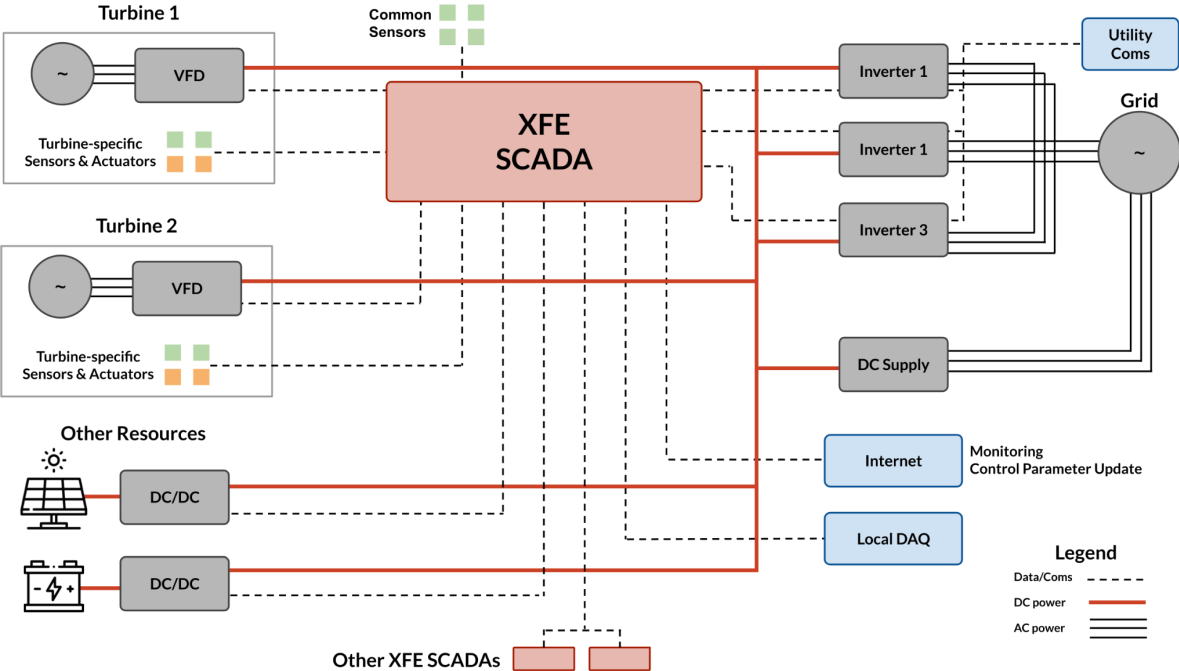 Turbine 1
Common
Sensors
~
VFD
Turbine-specific
Sensors & Actuators
XFE
SCADA
Inverter 1
Inverter 1
Inverter 3
Utility
Coms
Grid
~
Turbine 2
~
VFD
Turbine-specific
Sensors & Actuators
DC Supply
Other Resources
DC/DC
- +
DC/DC
Internet
Monitoring
Control Parameter Update
Local DAQ
Legend
Data/Coms
DC power
AC power
Other XFE SCADAs